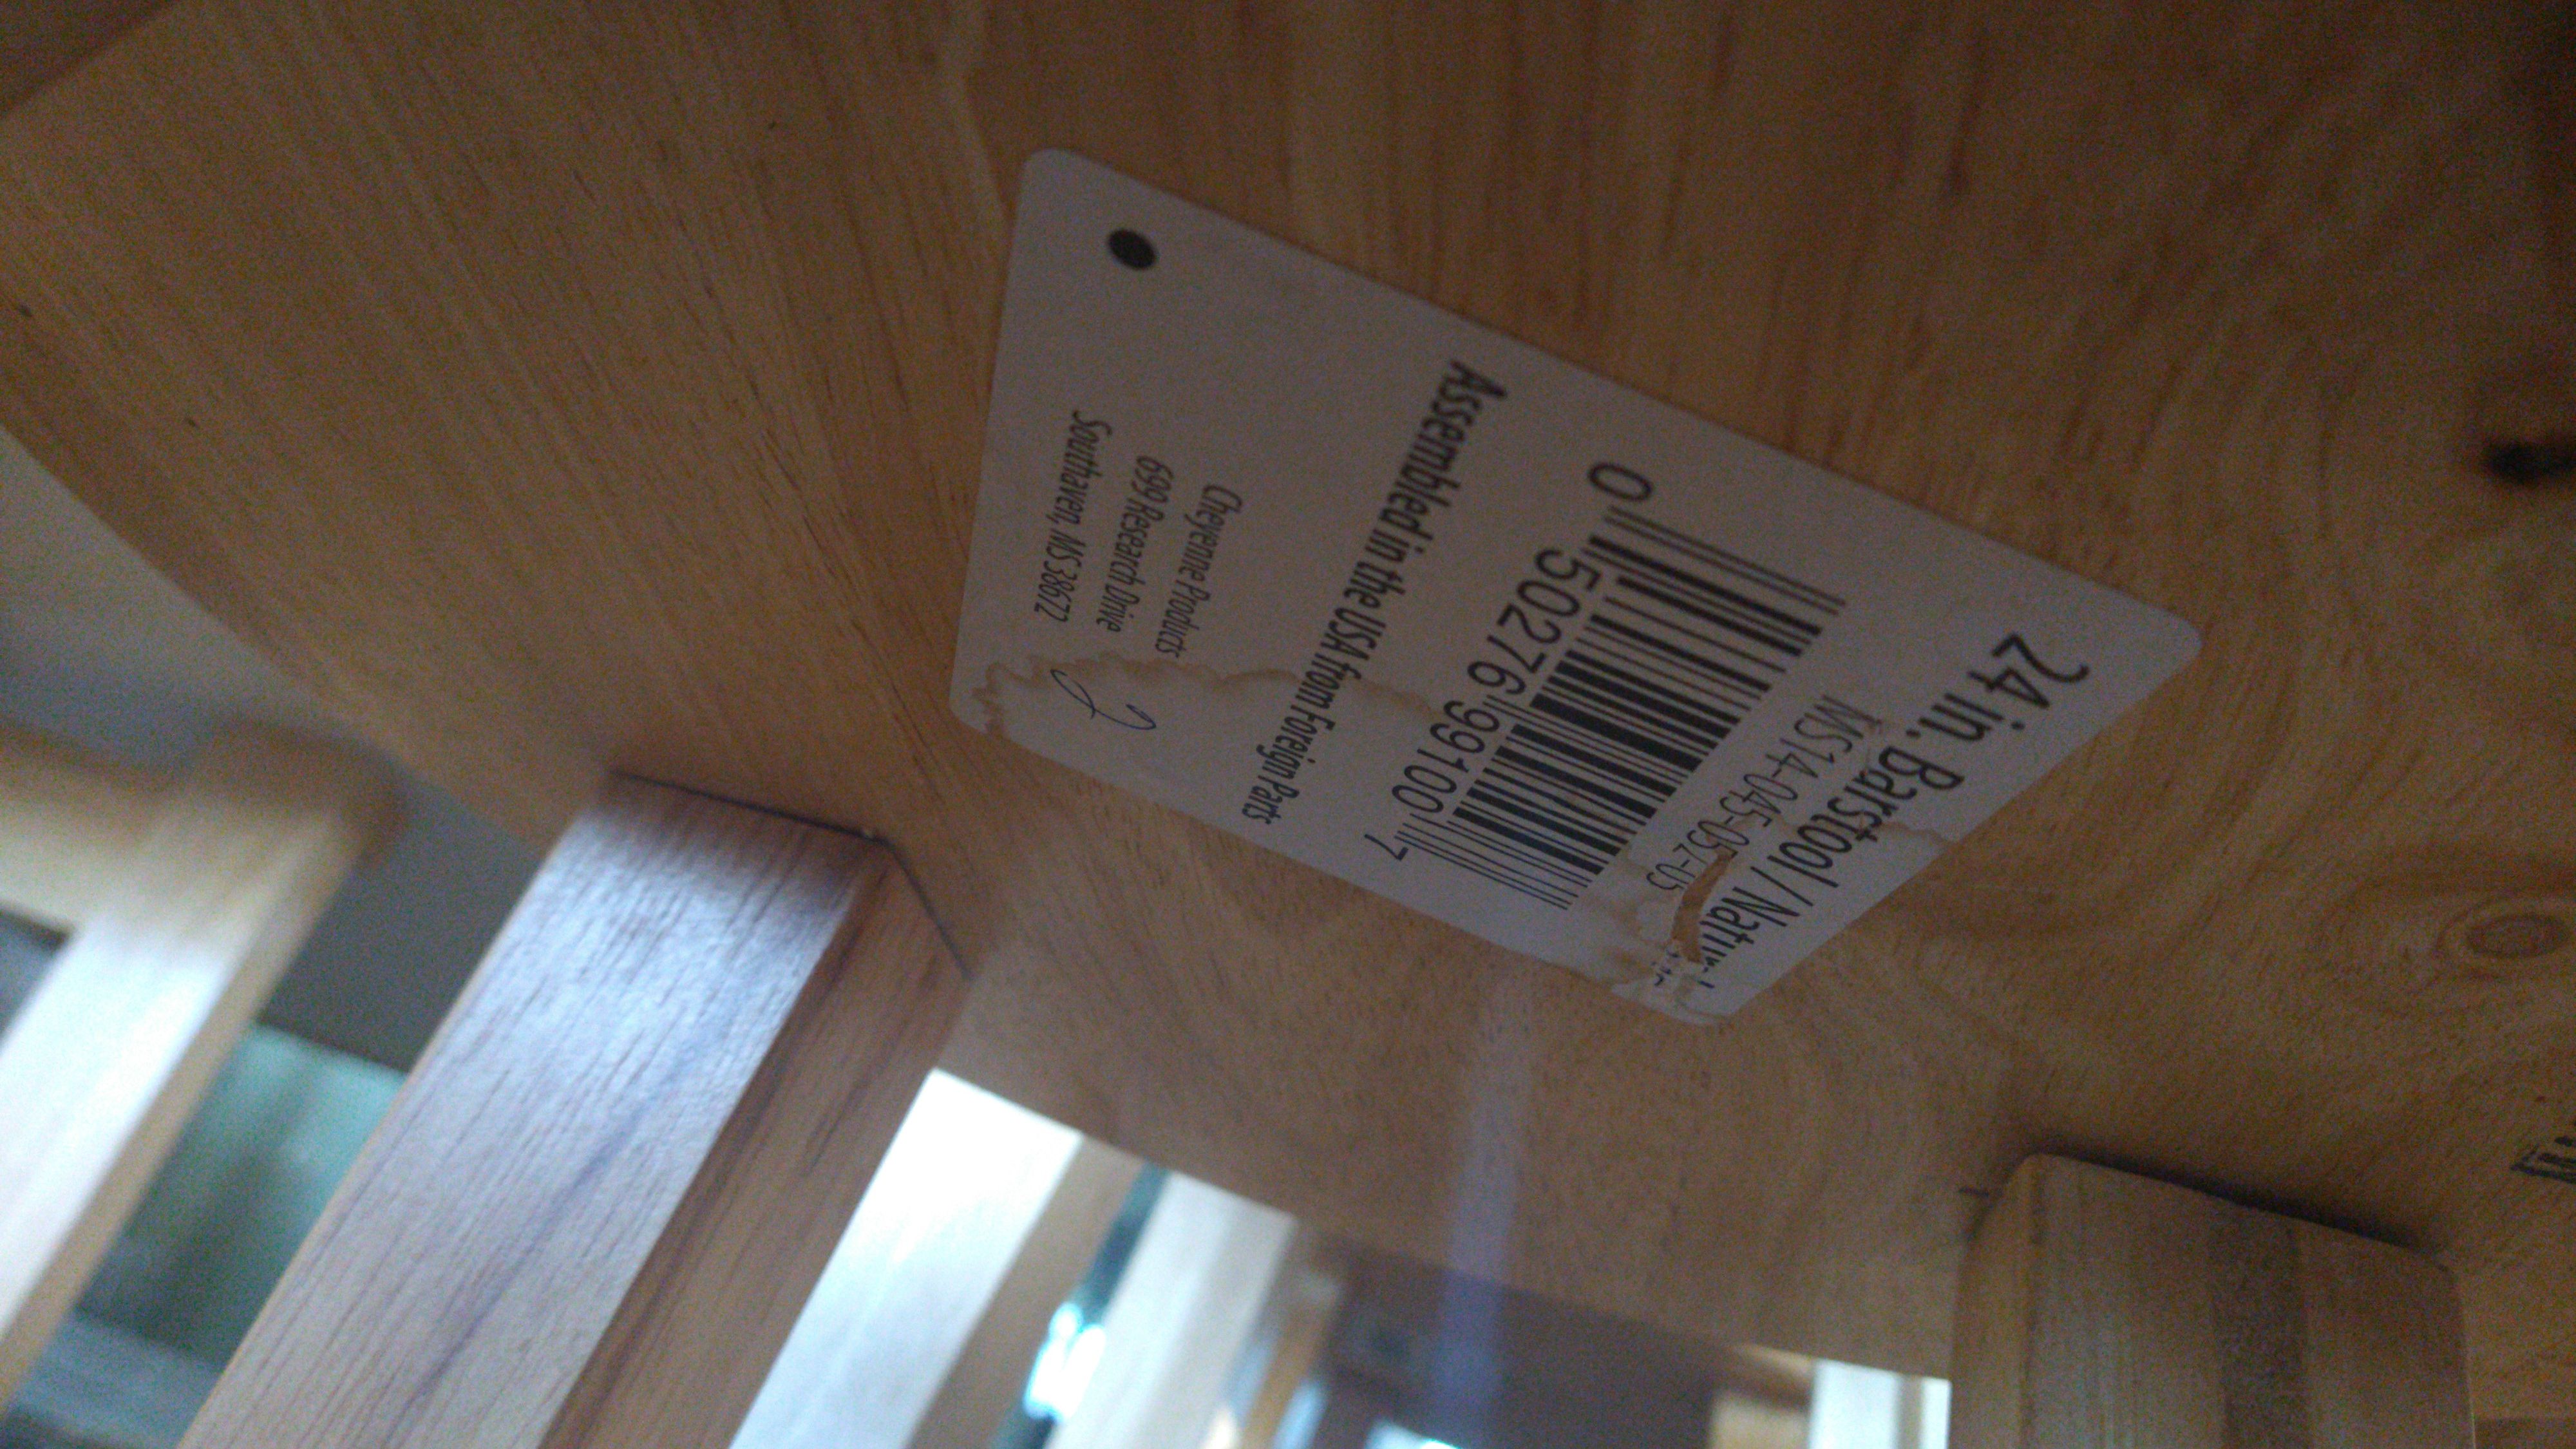 24 in. Barstool / Natural
MS14-045-052-05
0 50276 99100 7
Assembled in the USA from Foreign Parts
Cheyenne Products
699 Research Drive
Southaven, MS 38672